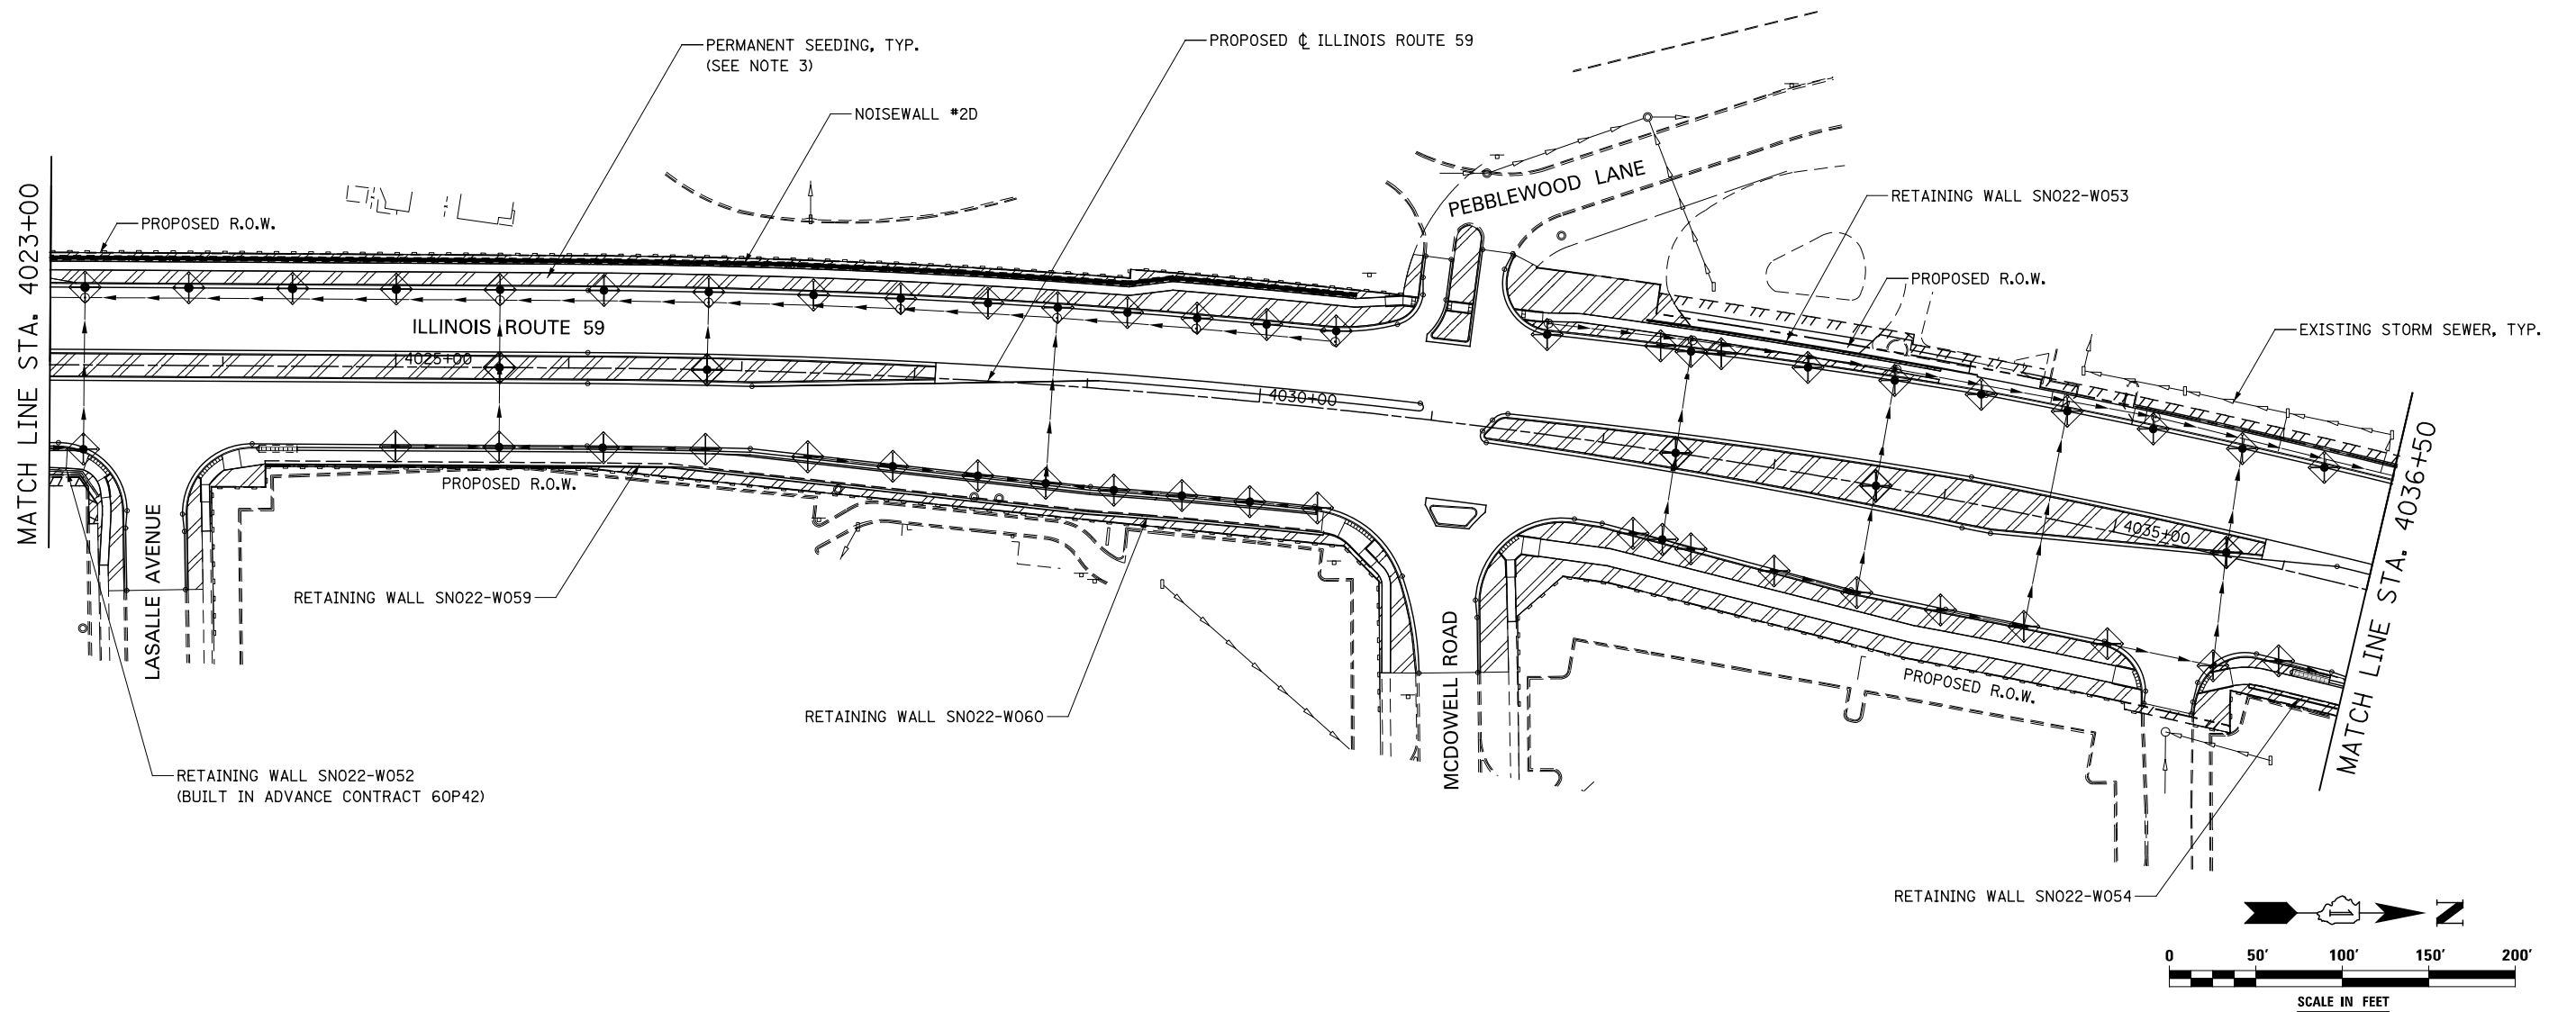 PERMANENT SEEDING, TYP.
(SEE NOTE 3)
PROPOSED ℄ ILLINOIS ROUTE 59
NOISEWALL #2D
PEBBLEWOOD LANE
RETAINING WALL SN022-W053
PROPOSED R.O.W.
PROPOSED R.O.W.
EXISTING STORM SEWER, TYP.
MATCH LINE STA. 4023+00
ILLINOIS ROUTE 59
4025+00
4030+00
4035+00
MATCH LINE STA. 4036+50
PROPOSED R.O.W.
LASALLE AVENUE
RETAINING WALL SN022-W059
RETAINING WALL SN022-W060
MCDOWELL ROAD
PROPOSED R.O.W.
RETAINING WALL SN022-W052
(BUILT IN ADVANCE CONTRACT 60P42)
RETAINING WALL SN022-W054
N
0 50' 100' 150' 200'
SCALE IN FEET